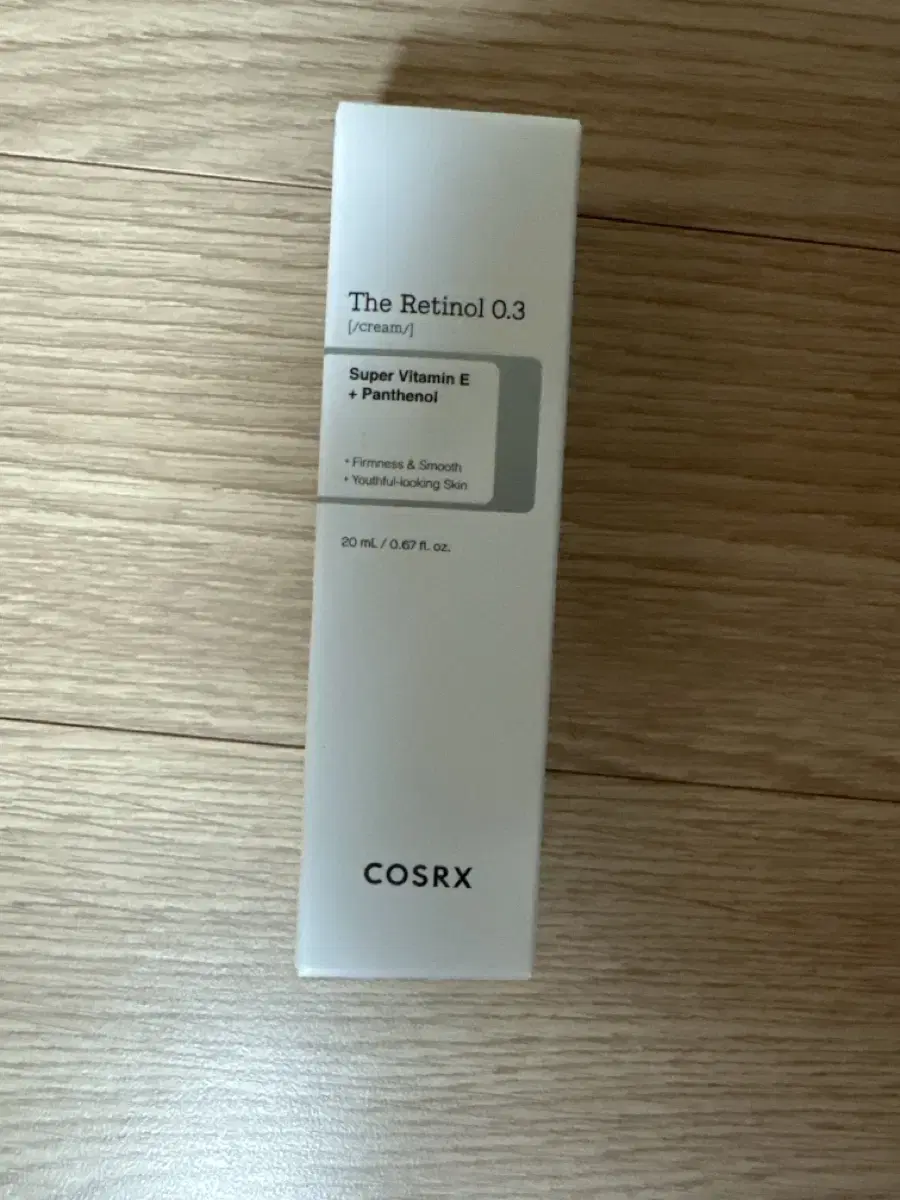 The Retinol 0.3
[/cream/]
Super Vitamin E
+ Panthenol
• Firmness & Smooth
• Youthful-looking Skin
20 mL / 0.67 fl. oz.
COSRX